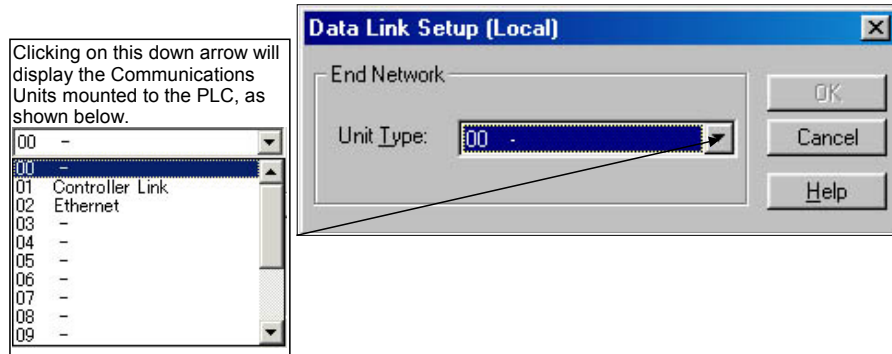 Clicking on this down arrow will
display the Communications
Units mounted to the PLC, as
shown below.
00 -
00 -
01 Controller Link
02 Ethernet
03 -
04 -
05 -
06 -
07 -
08 -
09 -
Data Link Setup (Local)
End Network
Unit Type: 00 -
OK
Cancel
Help